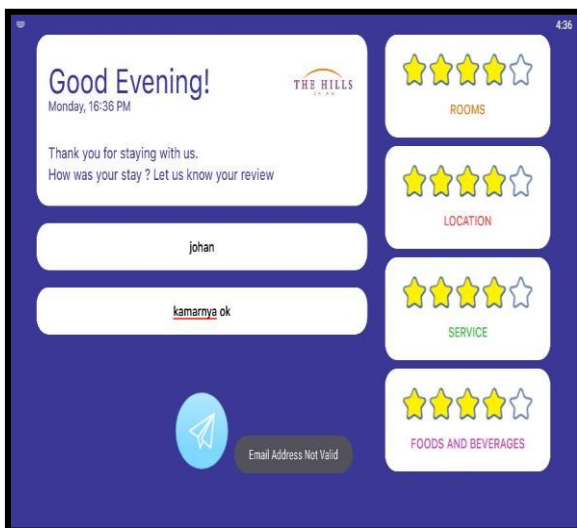 4:36
Good Evening!
Monday, 16:36 PM
THE HILLS
Thank you for staying with us.
How was your stay ? Let us know your review
johan
kamarnya ok
Email Address Not Valid
ROOMS
LOCATION
SERVICE
FOODS AND BEVERAGES